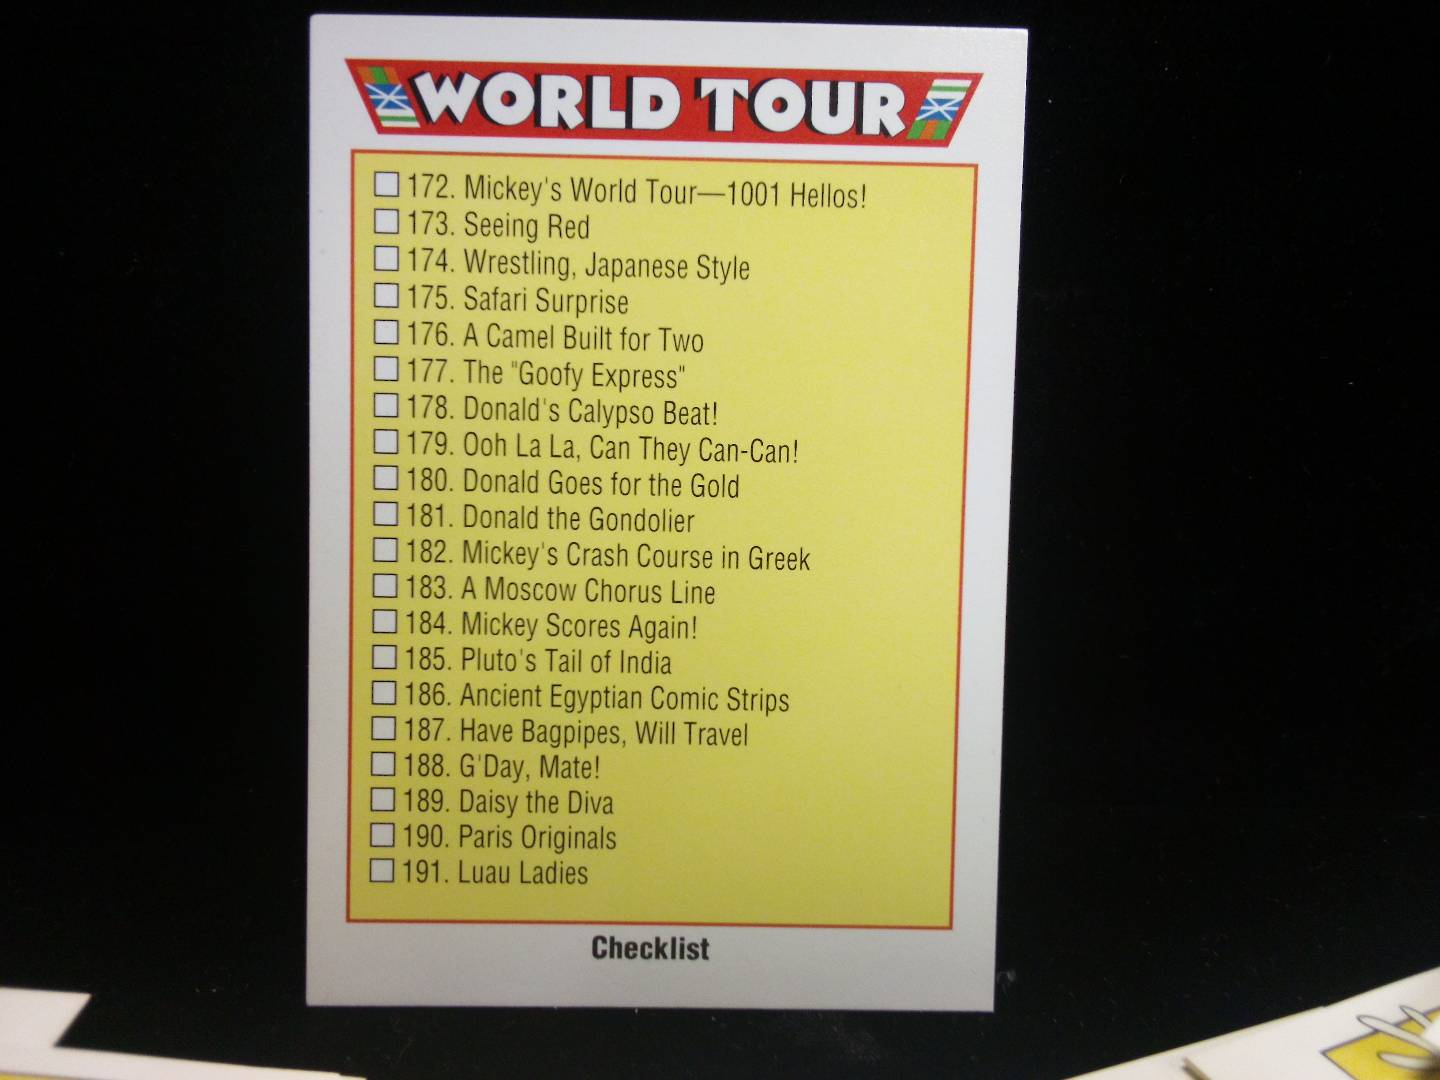 WORLD TOUR
172. Mickey's World Tour—1001 Hellos!
173. Seeing Red
174. Wrestling, Japanese Style
175. Safari Surprise
176. A Camel Built for Two
177. The "Goofy Express"
178. Donald's Calypso Beat!
179. Ooh La La, Can They Can-Can!
180. Donald Goes for the Gold
181. Donald the Gondolier
182. Mickey's Crash Course in Greek
183. A Moscow Chorus Line
184. Mickey Scores Again!
185. Pluto's Tail of India
186. Ancient Egyptian Comic Strips
187. Have Bagpipes, Will Travel
188. G'Day, Mate!
189. Daisy the Diva
190. Paris Originals
191. Luau Ladies
Checklist